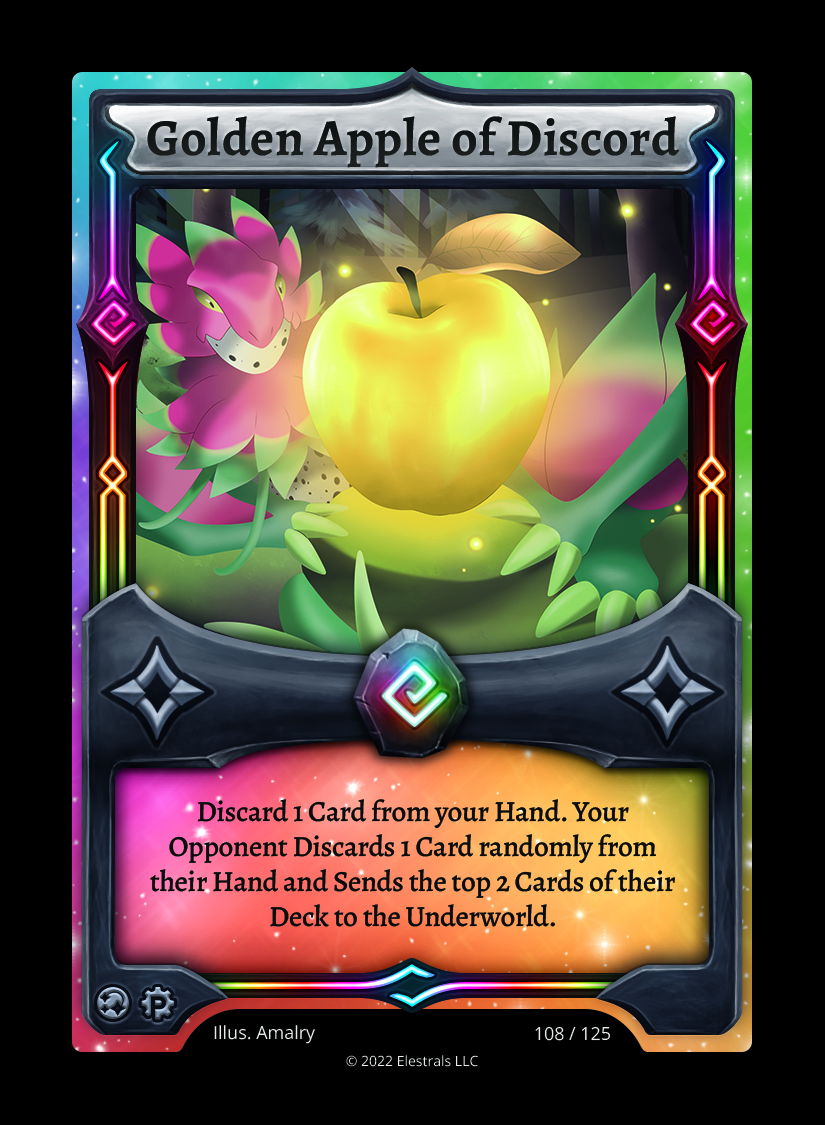 Golden Apple of Discord
Discard 1 Card from your Hand. Your
Opponent Discards 1 Card randomly from
their Hand and Sends the top 2 Cards of their
Deck to the Underworld.
P
Illus. Amalry
108 / 125
© 2022 Elestrals LLC